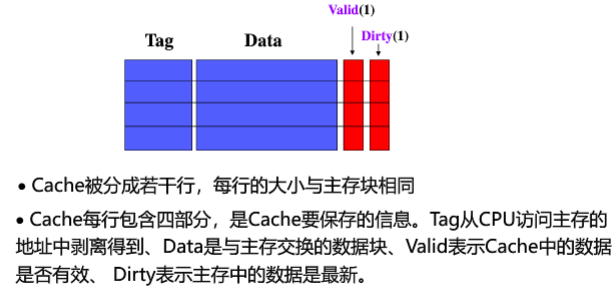 Valid(1)
Tag Data Dirty(1)
• Cache被分成若干行，每行的大小与主存块相同
• Cache每行包含四部分，是Cache要保存的信息。Tag从CPU访问主存的
地址中剥离得到、Data是与主存交换的数据块、Valid表示Cache中的数据
是否有效、 Dirty表示主存中的数据是最新。